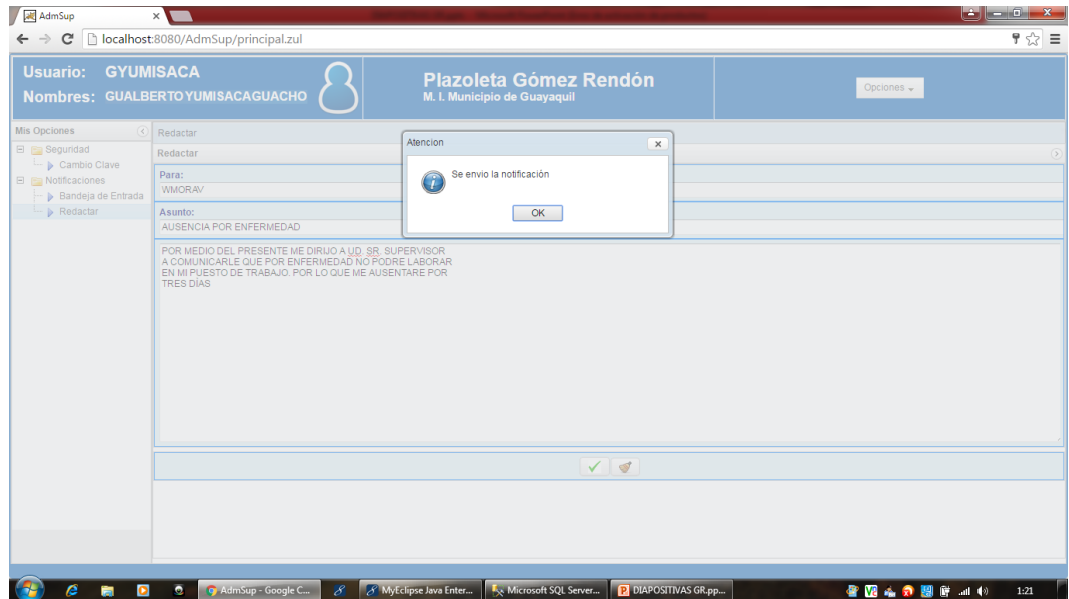 AdmSup
localhost:8080/AdmSup/principal.zul
Usuario: GYUMISACA
Nombres: GUALBERTO YUMISACA GUACHO
Plazoleta Gómez Rendón
M. I. Municipio de Guayaquil
Opciones
Mis Opciones
Seguridad
Cambio Clave
Notificaciones
Bandeja de Entrada
Redactar
Redactar
Redactar
Para:
WMORAV
Asunto:
AUSENCIA POR ENFERMEDAD
POR MEDIO DEL PRESENTE ME DIRIJO A UD. SR. SUPERVISOR
A COMUNICARLE QUE POR ENFERMEDAD NO PODRE LABORAR
EN MI PUESTO DE TRABAJO. POR LO QUE ME AUSENTARE POR
TRES DÍAS
Atencion
Se envio la notificación
OK
AdmSup - Google C...
MyEclipse Java Enter...
Microsoft SQL Server...
DIAPOSITIVAS GR.pp...
1:21